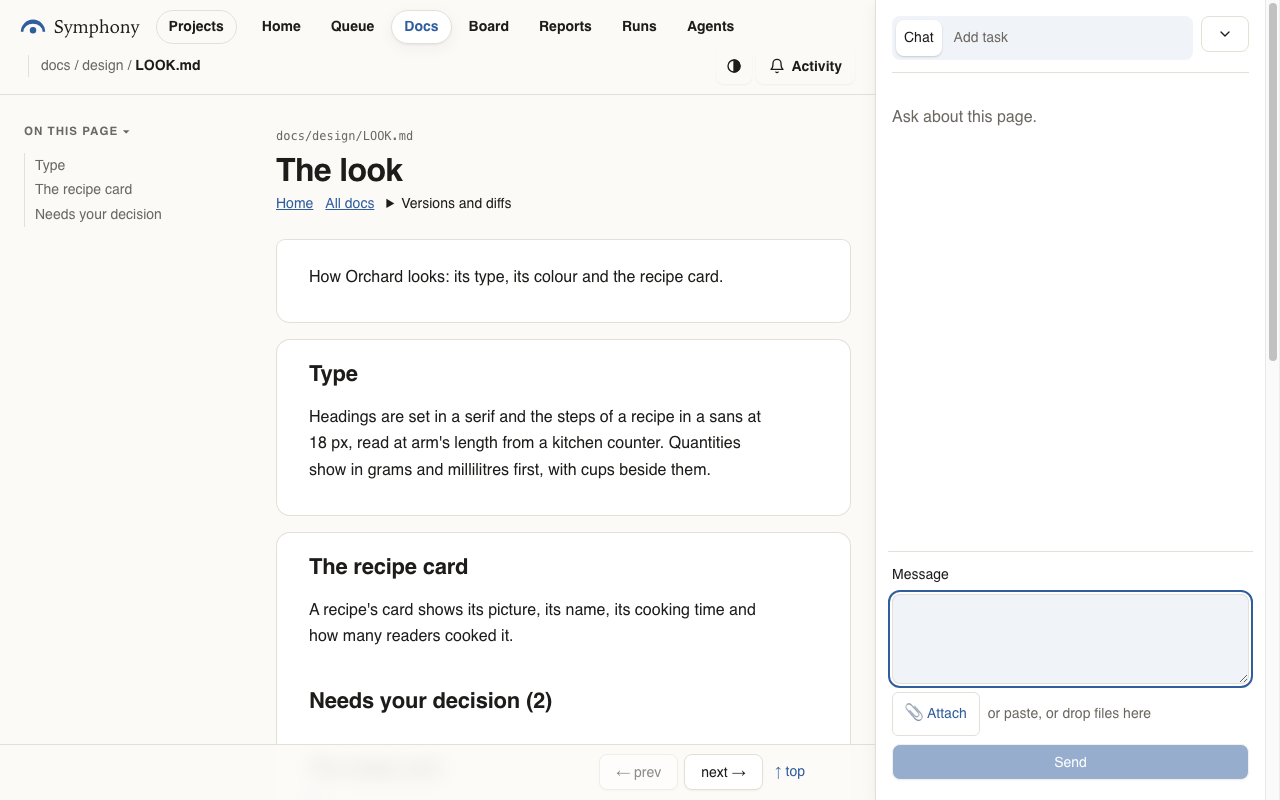 Symphony
Projects Home Queue Docs Board Reports Runs Agents
docs / design / LOOK.md
Activity
ON THIS PAGE
Type
The recipe card
Needs your decision
docs/design/LOOK.md
The look
Home All docs ▶ Versions and diffs
How Orchard looks: its type, its colour and the recipe card.
Type
Headings are set in a serif and the steps of a recipe in a sans at
18 px, read at arm's length from a kitchen counter. Quantities
show in grams and millilitres first, with cups beside them.
The recipe card
A recipe's card shows its picture, its name, its cooking time and
how many readers cooked it.
Needs your decision (2)
← prev next → ↑ top
Chat Add task
Ask about this page.
Message
Attach or paste, or drop files here
Send